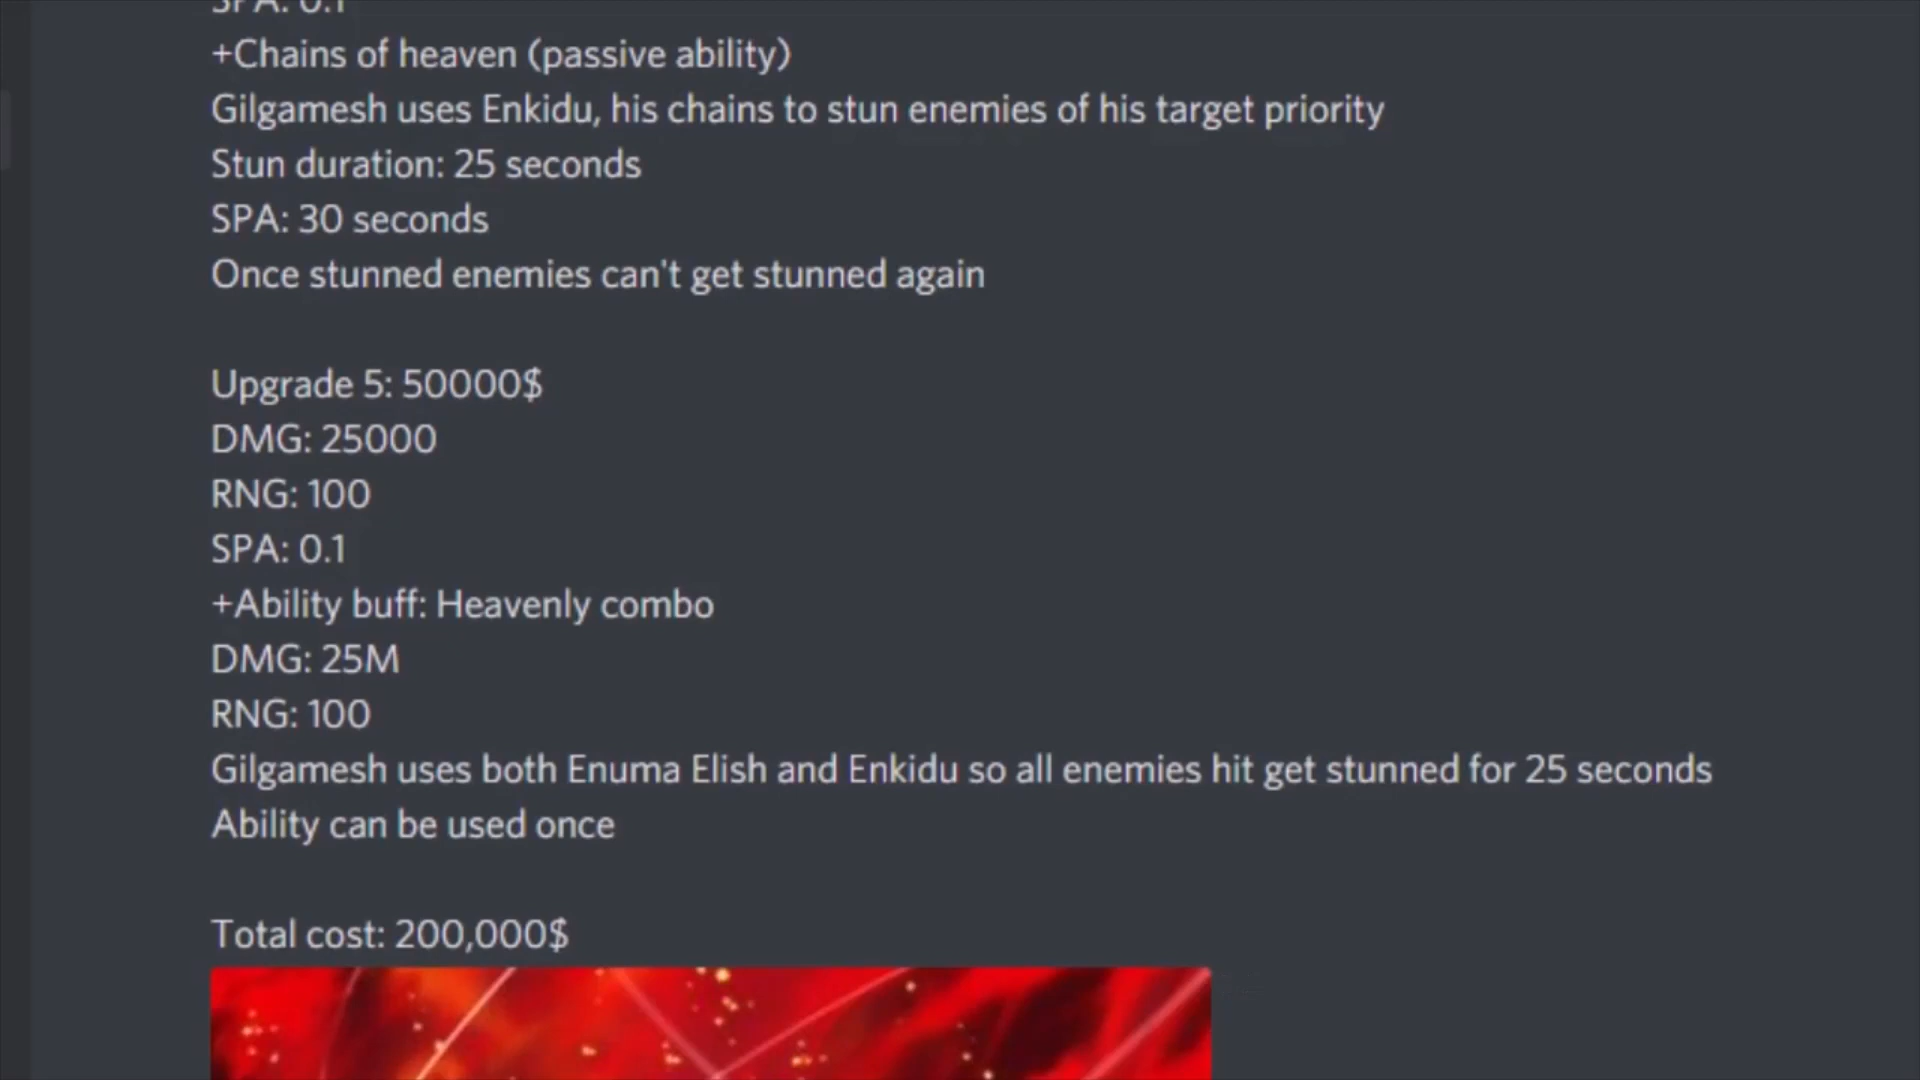 SPA: 0.1
+Chains of heaven (passive ability)
Gilgamesh uses Enkidu, his chains to stun enemies of his target priority
Stun duration: 25 seconds
SPA: 30 seconds
Once stunned enemies can't get stunned again
Upgrade 5: 50000$
DMG: 25000
RNG: 100
SPA: 0.1
+Ability buff: Heavenly combo
DMG: 25M
RNG: 100
Gilgamesh uses both Enuma Elish and Enkidu so all enemies hit get stunned for 25 seconds
Ability can be used once
Total cost: 200,000$